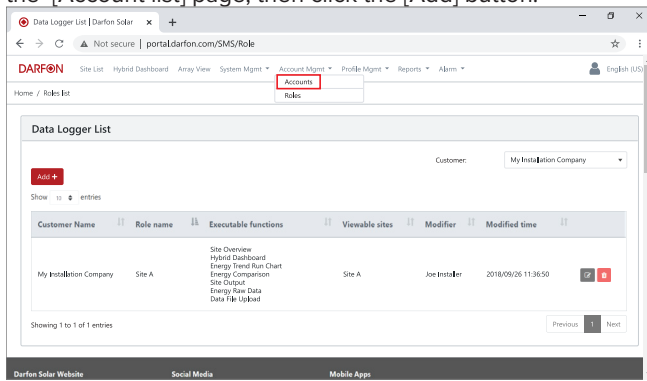 the [Account list] page, then click the [Add] button.
Data Logger List | Darfon Solar × +
Not secure | portal.darfon.com/SMS/Role
DARFON Site List Hybrid Dashboard Array View System Mgmt Account Mgmt Profile Mgmt Reports Alarm English (US)
Accounts
Home / Roles list
Roles
Data Logger List
Customer: My Installation Company
Add +
Show 10 entries
Customer Name Role name Executable functions Viewable sites Modifier Modified time
Site Overview
Hybrid Dashboard
Energy Trend Run Chart
My Installation Company Site A Energy Comparison Site A Joe Installer 2018/09/26 11:36:50
Site Output
Energy Raw Data
Data File Upload
Showing 1 to 1 of 1 entries
Previous 1 Next
Darfon Solar Website Social Media Mobile Apps